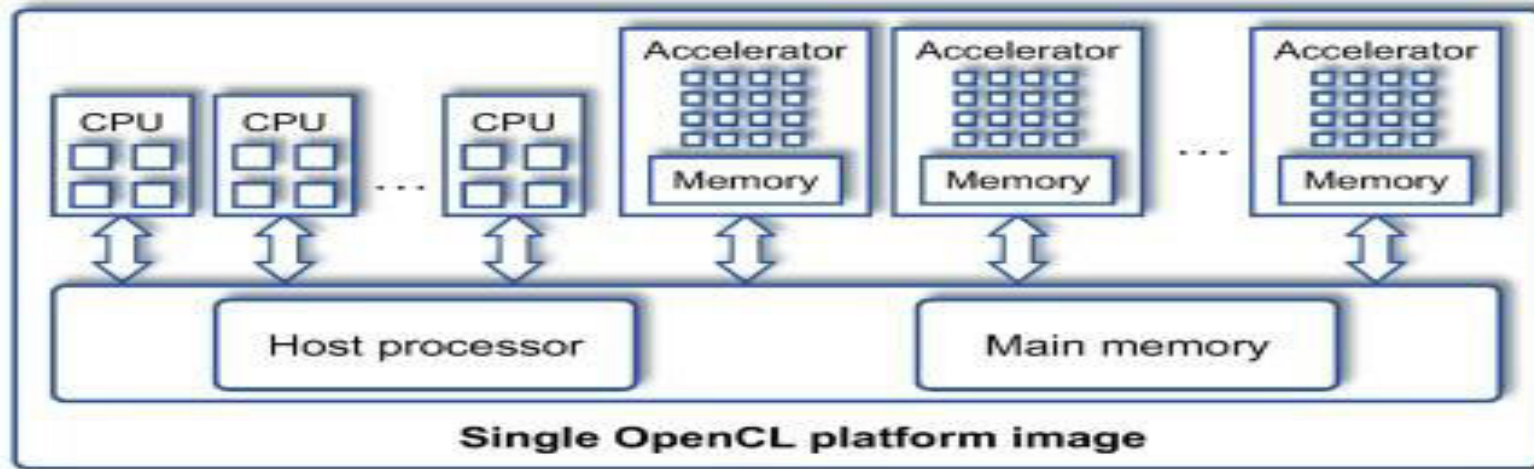 Accelerator Accelerator Accelerator
CPU CPU ... CPU
Memory Memory ... Memory
Host processor Main memory
Single OpenCL platform image